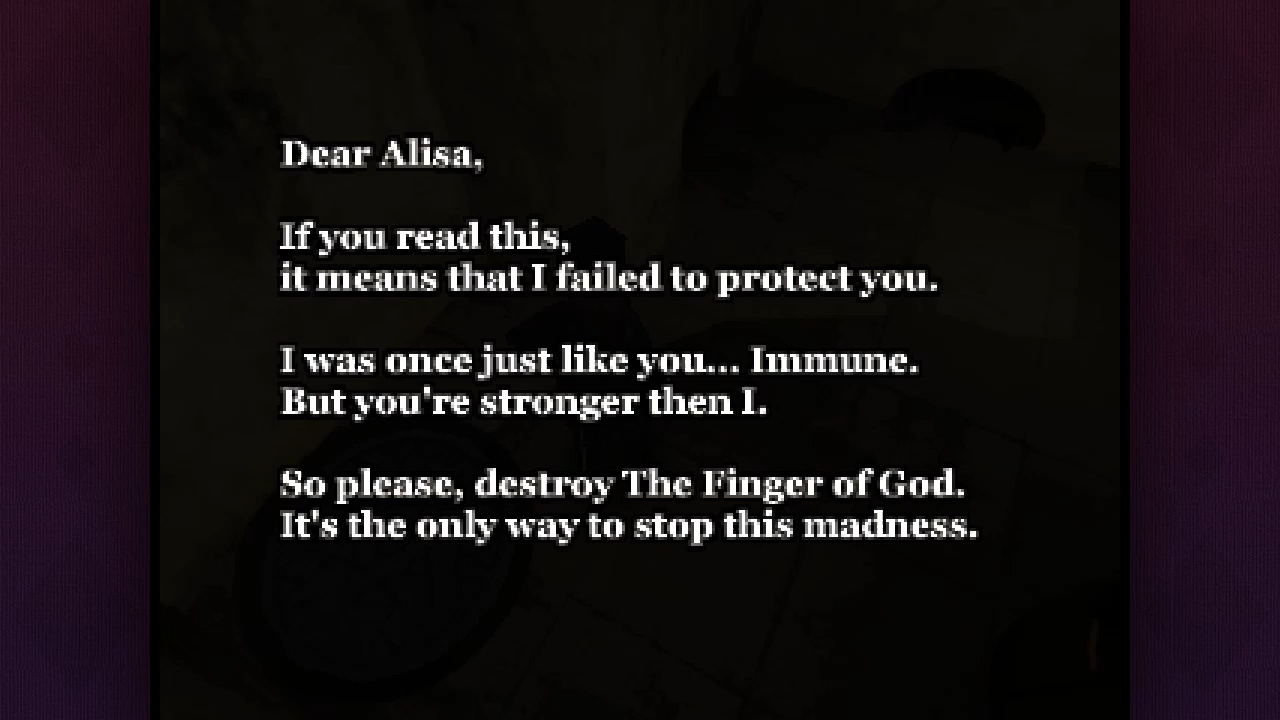 Dear Alisa,
If you read this,
it means that I failed to protect you.
I was once just like you... Immune.
But you're stronger then I.
So please, destroy The Finger of God.
It's the only way to stop this madness.